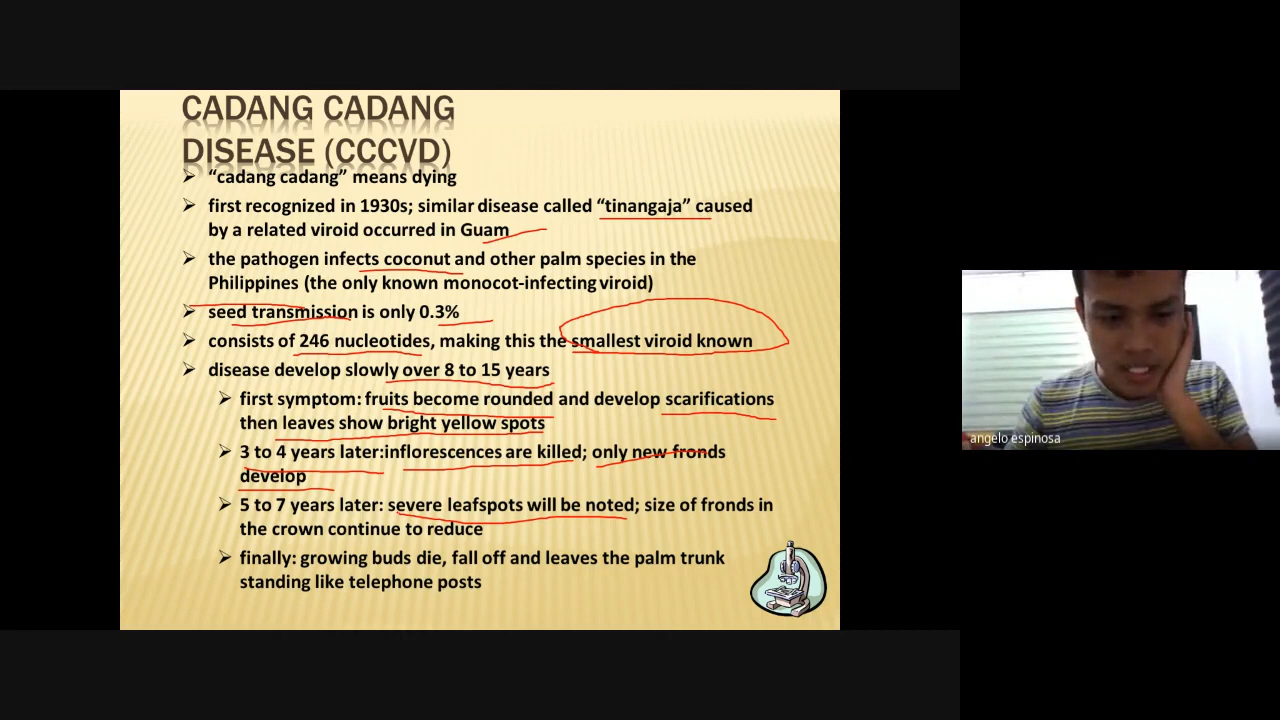 CADANG CADANG
DISEASE (CCCVD)
➢ “cadang cadang” means dying
➢ first recognized in 1930s; similar disease called “tinangaja” caused
by a related viroid occurred in Guam
➢ the pathogen infects coconut and other palm species in the
Philippines (the only known monocot-infecting viroid)
➢ seed transmission is only 0.3%
➢ consists of 246 nucleotides, making this the smallest viroid known
➢ disease develop slowly over 8 to 15 years
➢ first symptom: fruits become rounded and develop scarifications
then leaves show bright yellow spots
➢ 3 to 4 years later:inflorescences are killed; only new fronds
develop
➢ 5 to 7 years later: severe leafspots will be noted; size of fronds in
the crown continue to reduce
➢ finally: growing buds die, fall off and leaves the palm trunk
standing like telephone posts
angelo espinosa